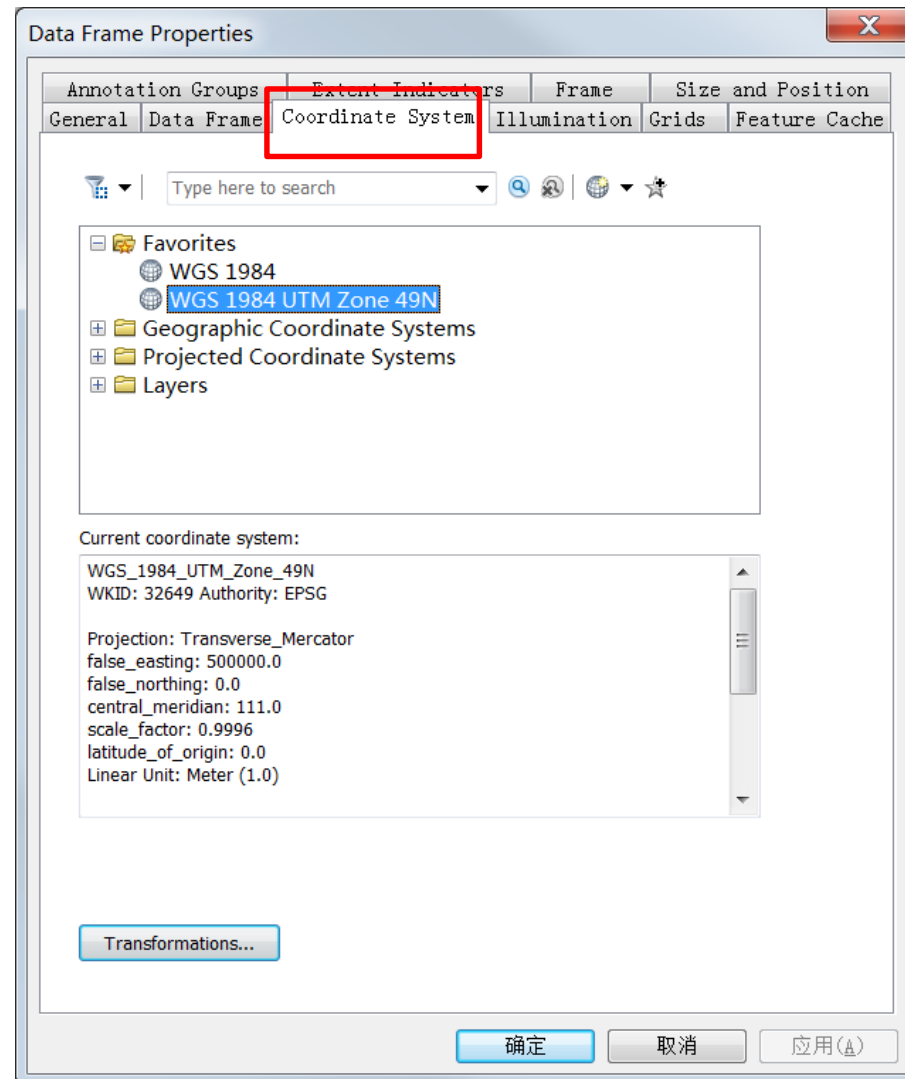 Data Frame Properties
Annotation Groups Extent Indicators Frame Size and Position
General Data Frame Coordinate System Illumination Grids Feature Cache
Type here to search
Favorites
WGS 1984
WGS 1984 UTM Zone 49N
Geographic Coordinate Systems
Projected Coordinate Systems
Layers
Current coordinate system:
WGS_1984_UTM_Zone_49N
WKID: 32649 Authority: EPSG
Projection: Transverse_Mercator
false_easting: 500000.0
false_northing: 0.0
central_meridian: 111.0
scale_factor: 0.9996
latitude_of_origin: 0.0
Linear Unit: Meter (1.0)
Transformations...
确定 取消 应用(A)